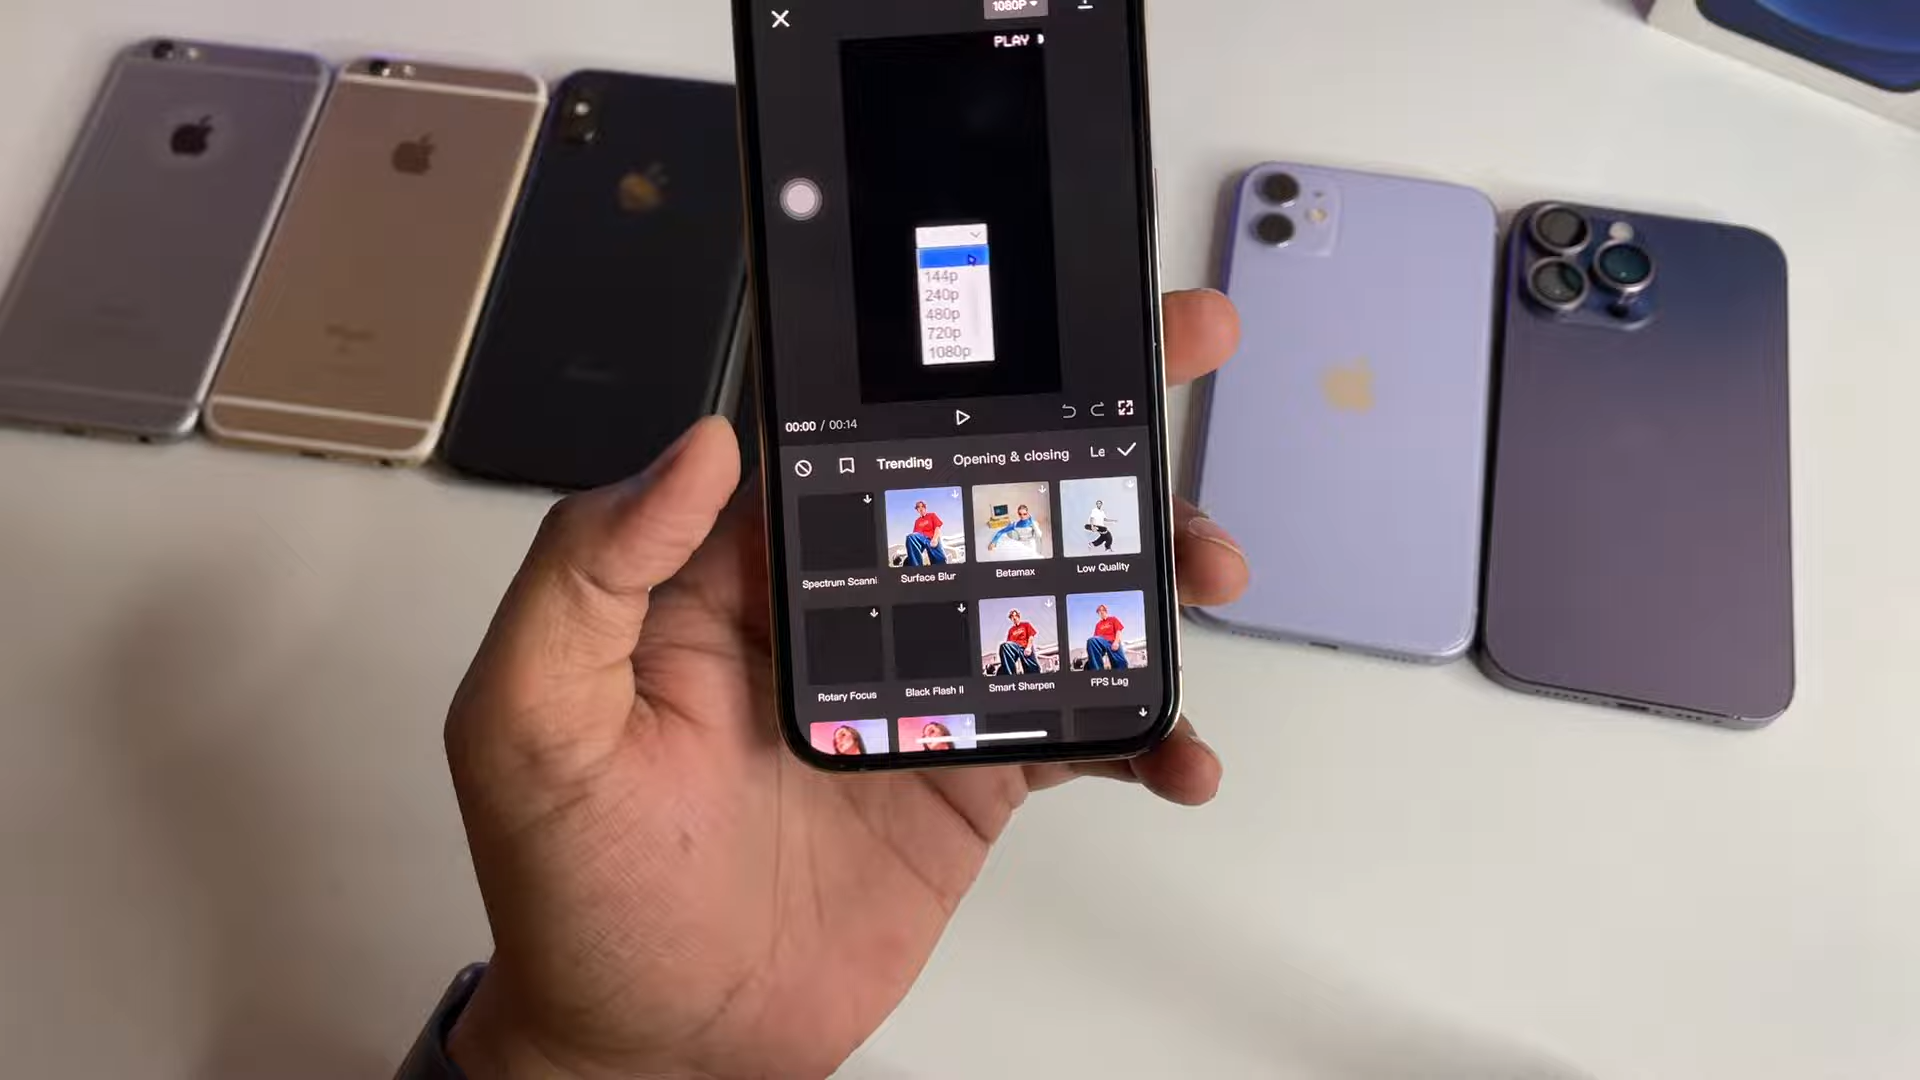 1080P
PLAY
144p
240p
480p
720p
1080p
00:00 / 00:14
Trending
Opening & closing
Le
Spectrum Scanni
Surface Blur
Betamax
Low Quality
Rotary Focus
Black Flash II
Smart Sharpen
FPS Lag